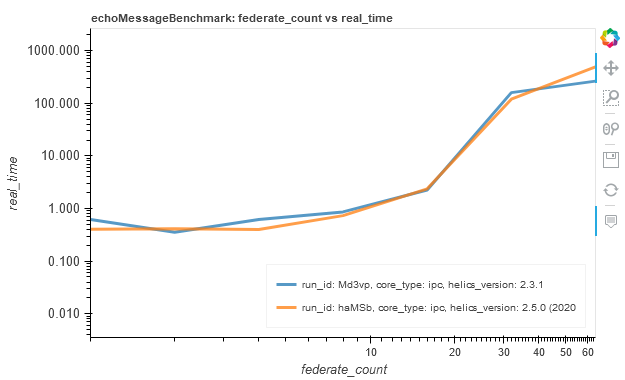 echoMessageBenchmark: federate_count vs real_time
1000.000
100.000
10.000
1.000
0.100
0.010
real_time
run_id: Md3vp, core_type: ipc, helics_version: 2.3.1
run_id: haMSb, core_type: ipc, helics_version: 2.5.0 (2020
10 20 30 40 50 60
federate_count